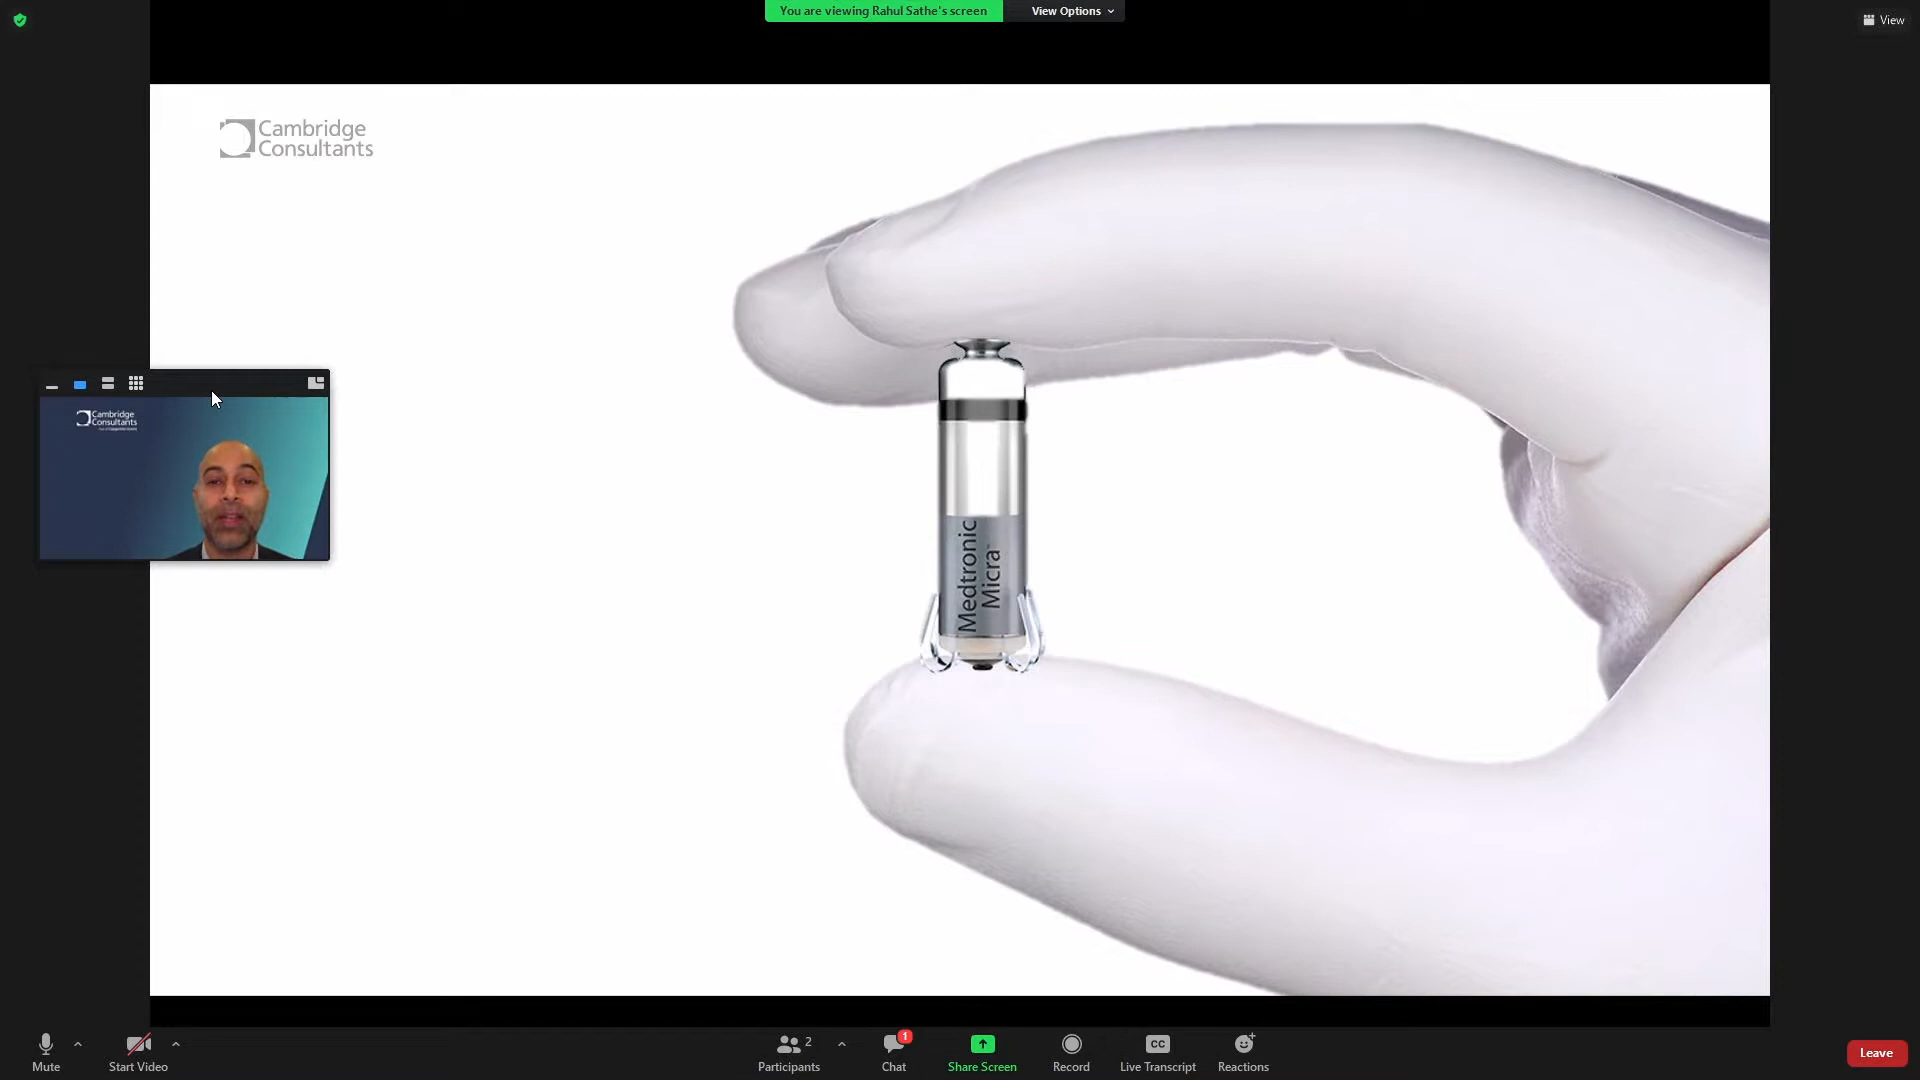 You are viewing Rahul Sathe's screen
View Options
View
Cambridge
Consultants
Cambridge
Consultants
Medtronic
Micra™
Mute
Start Video
2
Participants
1
Chat
Share Screen
Record
CC
Live Transcript
Reactions
Leave